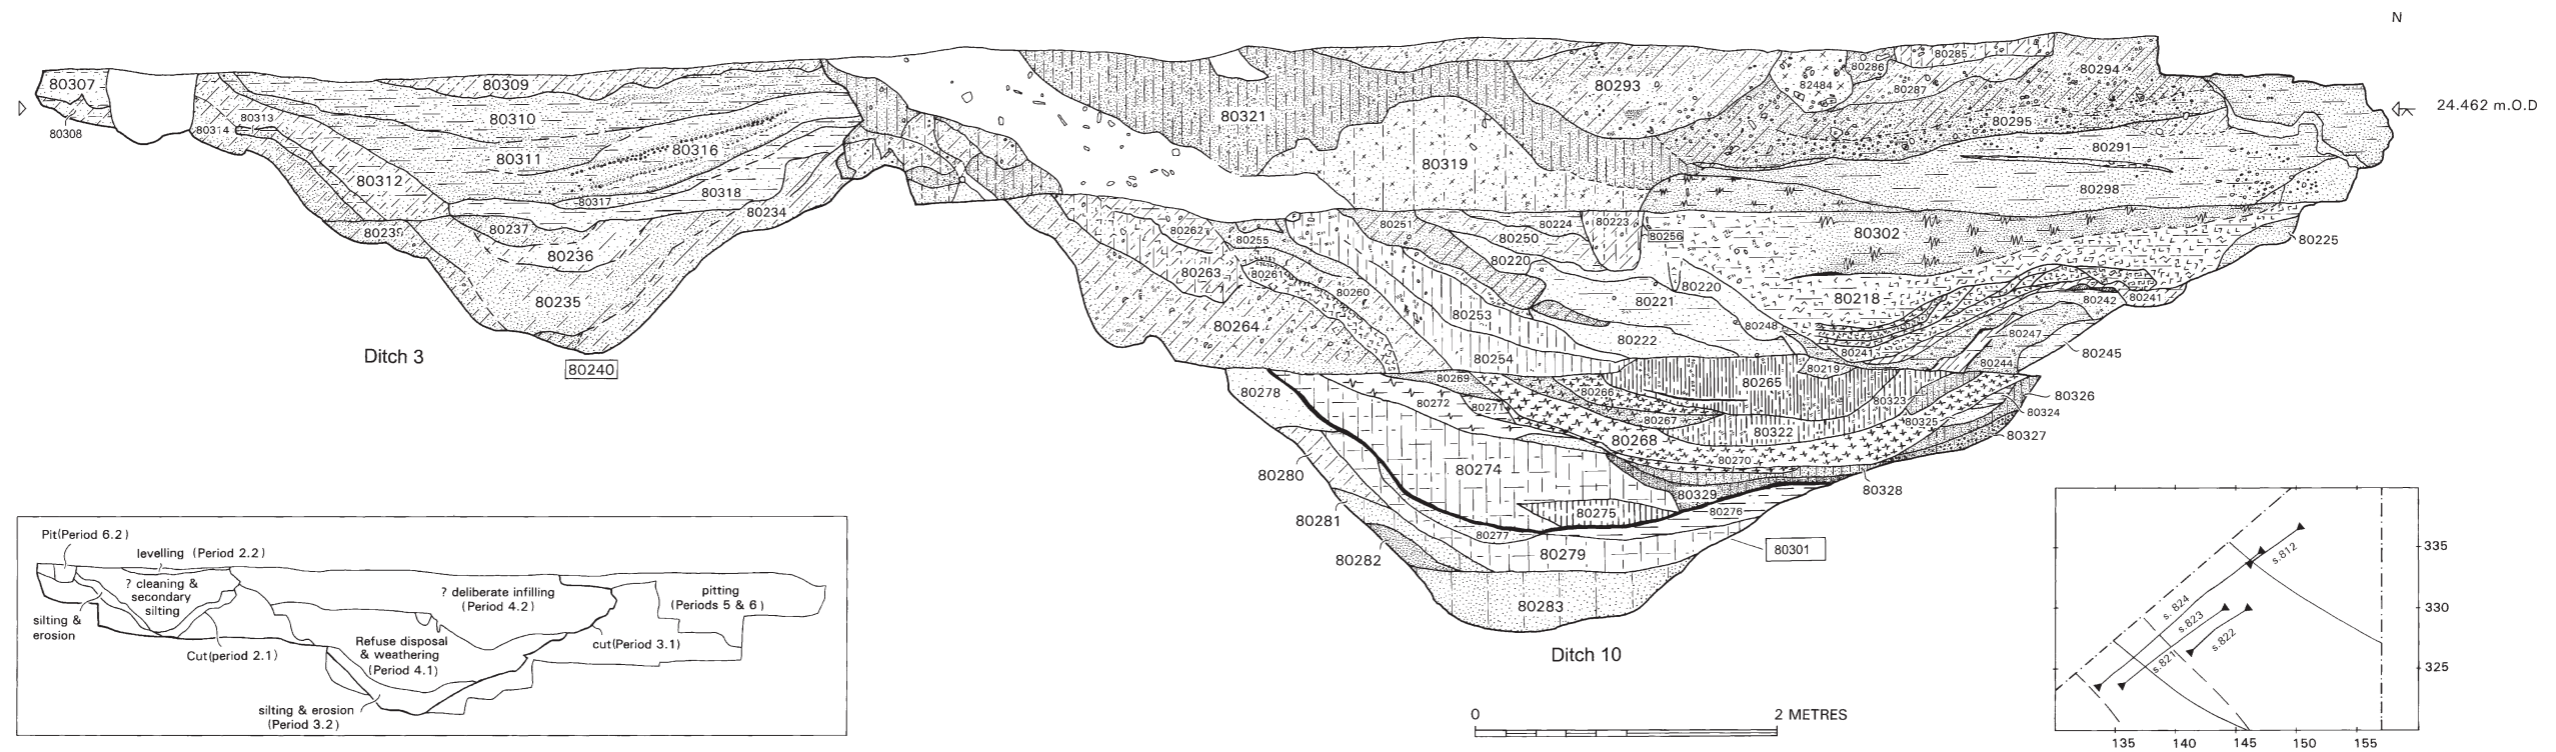 N
24.462 m.O.D
80307
80308
80314
80313
80309
80310
80311
80316
80312
80317
80318
80234
80239
80237
80236
80235
80240
Ditch 3
80321
80319
80293
82484
80286
80285
80287
80294
80295
80291
80298
80302
80225
80262
80255
80251
80224
80250
80223
80256
80220
80263
80261
80260
80220
80221
80218
80242
80241
80264
80253
80248
80222
80254
80247
80241
80219
80244
80245
80278
80269
80265
80266
80272
80271
80323
80326
80324
80267
80268
80322
80325
80327
80270
80274
80280
80329
80328
80275
80276
80281
80277
80279
80301
80282
80283
Ditch 10
0 2 METRES
Pit(Period 6.2)
levelling (Period 2.2)
? cleaning &
secondary
silting
silting &
erosion
Cut(period 2.1)
? deliberate infilling
(Period 4.2)
Refuse disposal
& weathering
(Period 4.1)
cut(Period 3.1)
pitting
(Periods 5 & 6)
silting & erosion
(Period 3.2)
s.812
s. 824
s.823
s.822
s.821
335
330
325
135 140 145 150 155